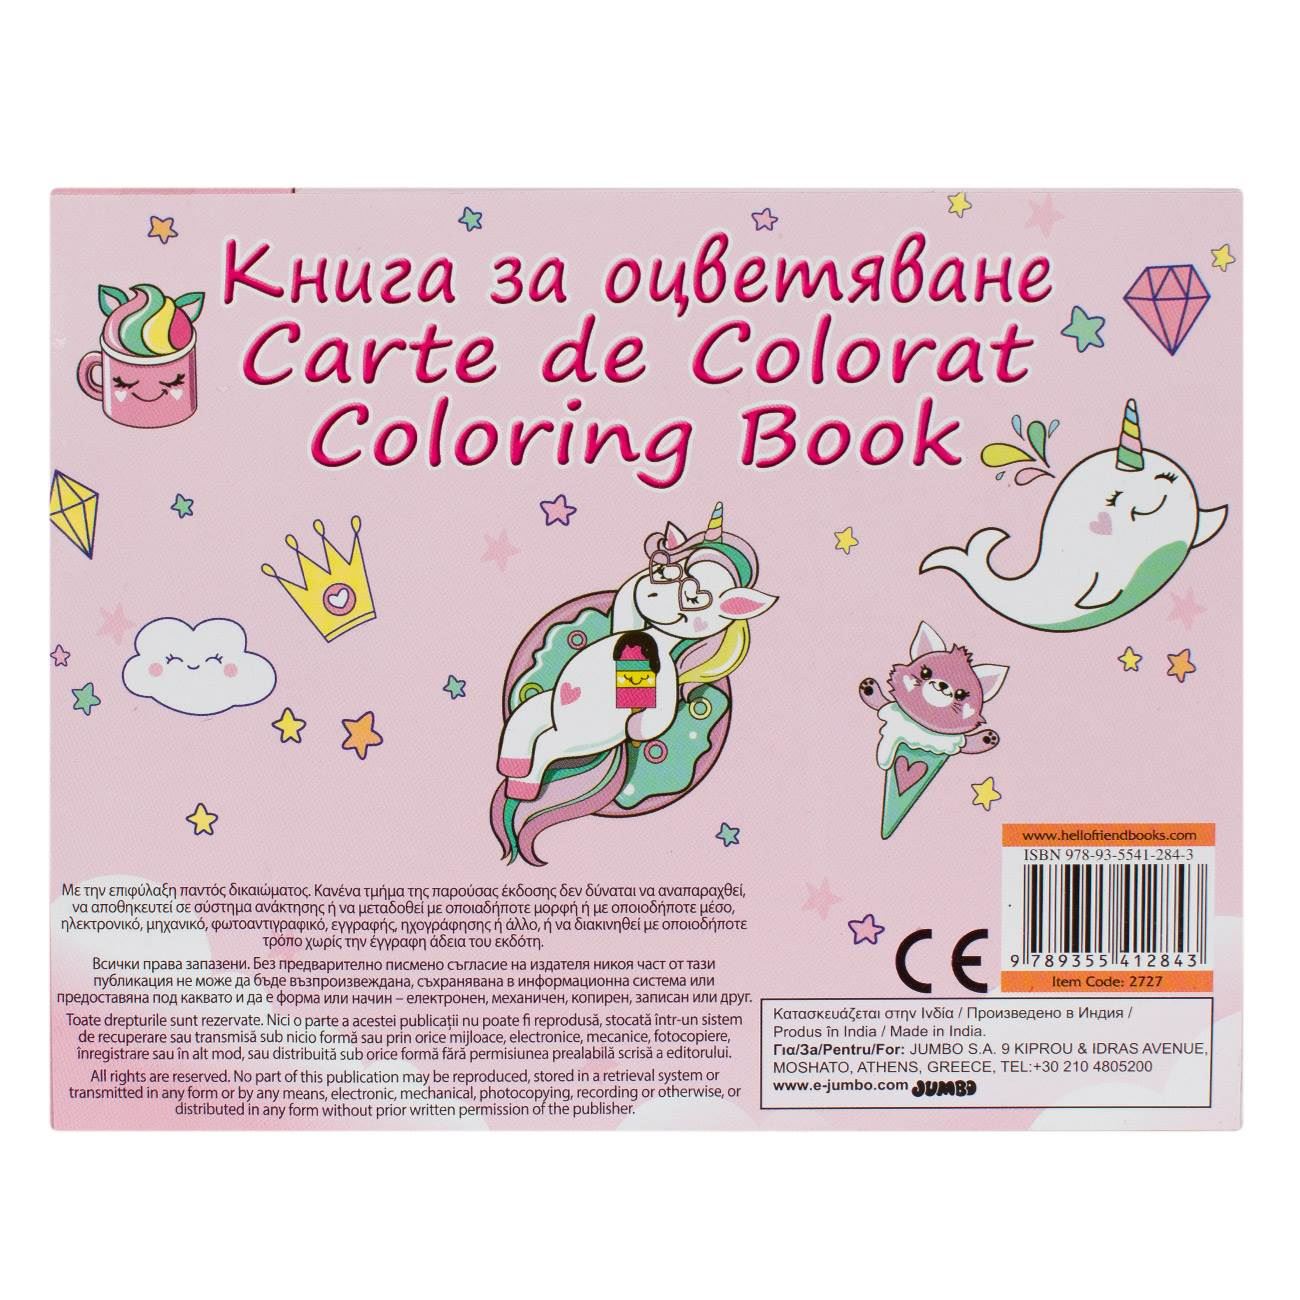 Книга за оцветяване
Carte de Colorat
Coloring Book
Με την επιφύλαξη παντός δικαιώματος. Κανένα τμήμα της παρούσας έκδοσης δεν δύναται να αναπαραχθεί,
να αποθηκευτεί σε σύστημα ανάκτησης ή να μεταδοθεί με οποιαδήποτε μορφή ή με οποιοδήποτε μέσο,
ηλεκτρονικό, μηχανικό, φωτοαντιγραφικό, εγγραφής, ηχογράφησης ή άλλο, ή να διακινηθεί με οποιοδήποτε
τρόπο χωρίς την έγγραφη άδεια του εκδότη.
Всички права запазени. Без предварително писмено съгласие на издателя никоя част от тази
публикация не може да бъде възпроизвеждана, съхранявана в информационна система или
предоставяна под каквато и да е форма или начин – електронен, механичен, копирен, записан или друг.
Toate drepturile sunt rezervate. Nici o parte a acestei publicații nu poate fi reprodusă, stocată într-un sistem
de recuperare sau transmisă sub nicio formă sau prin orice mijloace, electronice, mecanice, fotocopiere,
înregistrare sau în alt mod, sau distribuită sub orice formă fără permisiunea prealabilă scrisă a editorului.
All rights are reserved. No part of this publication may be reproduced, stored in a retrieval system or
transmitted in any form or by any means, electronic, mechanical, photocopying, recording or otherwise, or
distributed in any form without prior written permission of the publisher.
CE
www.hellofriendbooks.com
ISBN 978-93-5541-284-3
9 789355 412843
Item Code: 2727
Κατασκευάζεται στην Ινδία / Произведено в Индия /
Produs în India / Made in India.
Για/За/Pentru/For: JUMBO S.A. 9 KIPROU & IDRAS AVENUE,
MOSHATO, ATHENS, GREECE, TEL:+30 210 4805200
www.e-jumbo.com JUMBO